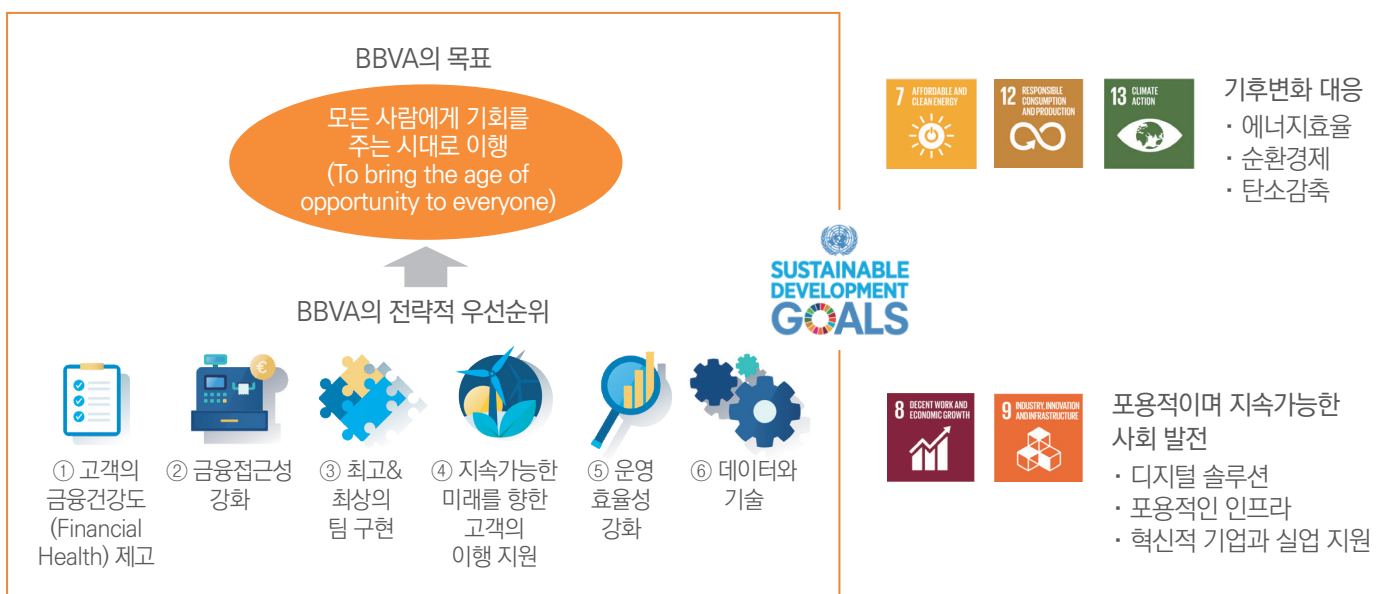 BBVA의 목표
모든 사람에게 기회를
주는 시대로 이행
(To bring the age of
opportunity to everyone)
BBVA의 전략적 우선순위
① 고객의
금융건강도
(Financial
Health) 제고
② 금융접근성
강화
③ 최고&
최상의
팀 구현
④ 지속가능한
미래를 향한
고객의
이행 지원
⑤ 운영
효율성
강화
⑥ 데이터와
기술
SUSTAINABLE
DEVELOPMENT
GOALS
7 AFFORDABLE AND
CLEAN ENERGY
12 RESPONSIBLE
CONSUMPTION
AND PRODUCTION
13 CLIMATE
ACTION
기후변화 대응
· 에너지효율
· 순환경제
· 탄소감축
8 DECENT WORK AND
ECONOMIC GROWTH
9 INDUSTRY, INNOVATION
AND INFRASTRUCTURE
포용적이며 지속가능한
사회 발전
· 디지털 솔루션
· 포용적인 인프라
· 혁신적 기업과 실업 지원